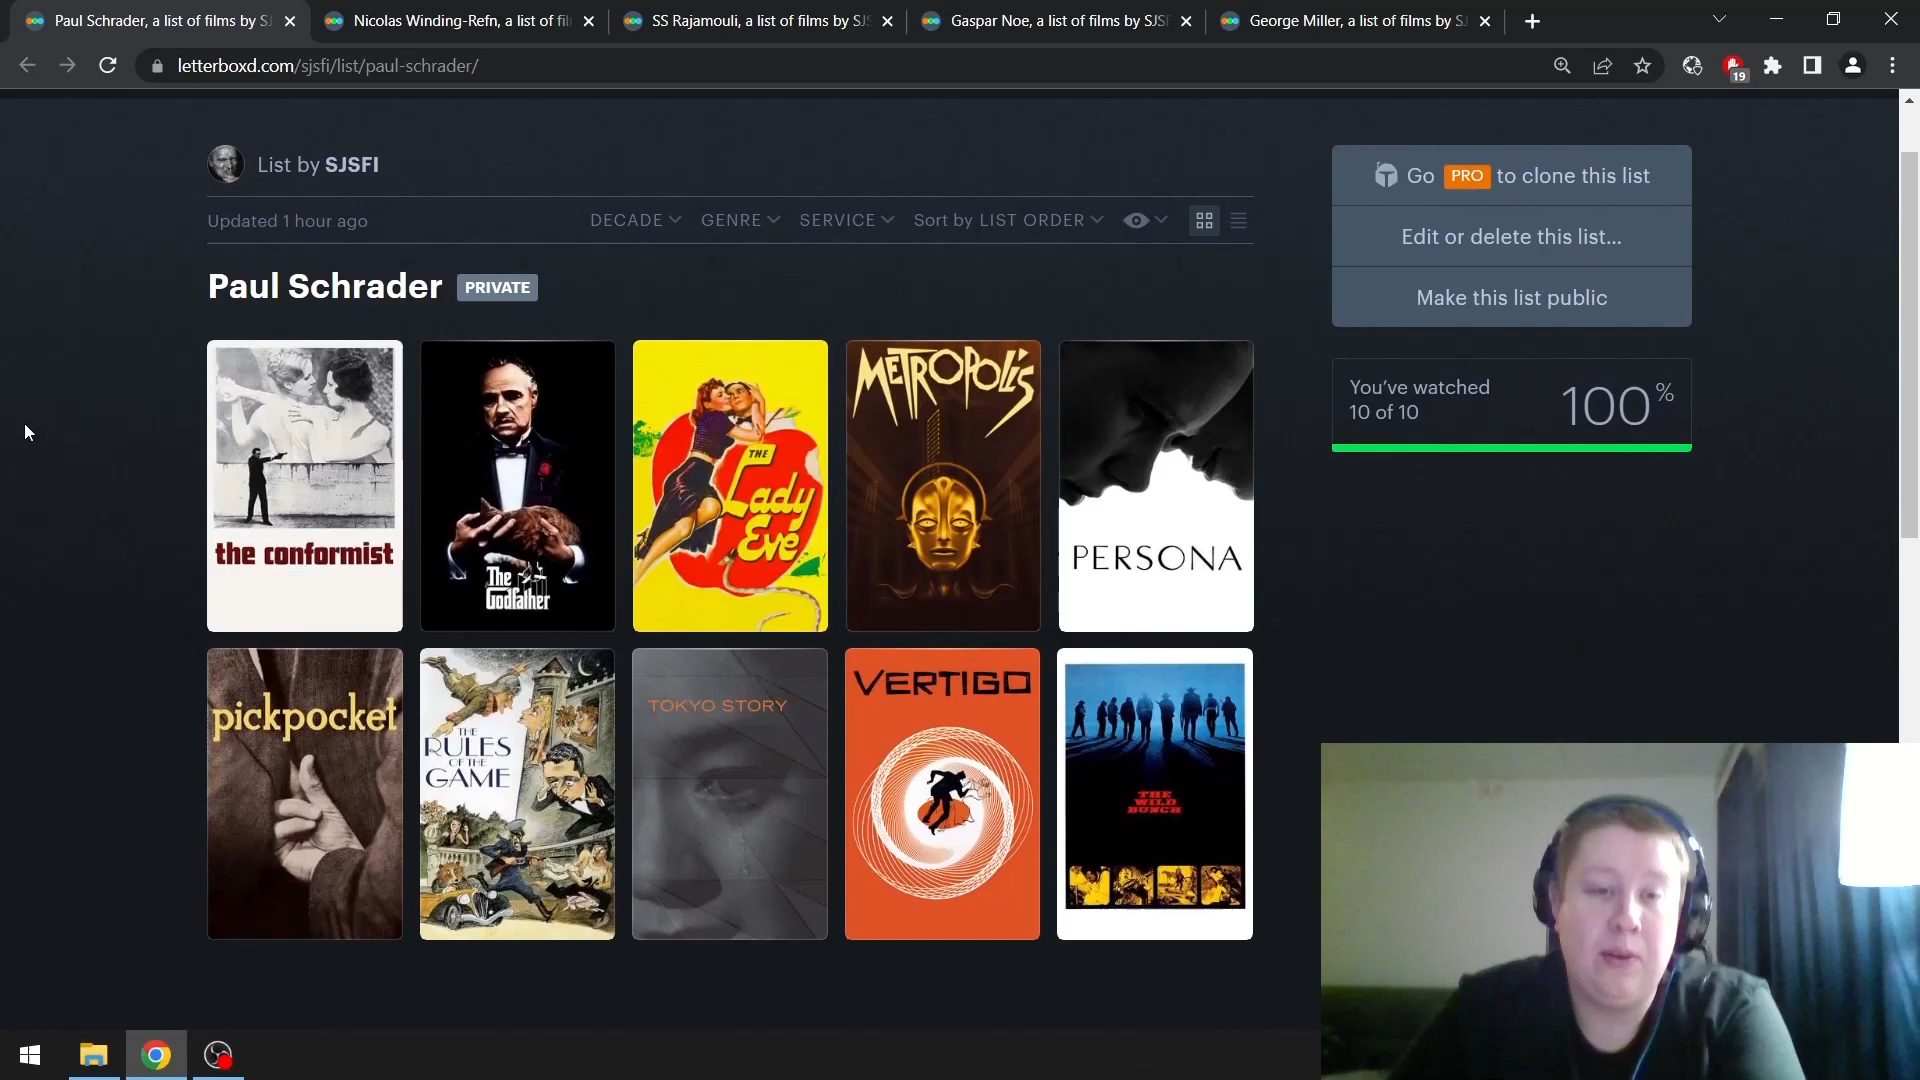 Paul Schrader, a list of films by SJ
Nicolas Winding-Refn, a list of fil
SS Rajamouli, a list of films by SJS
Gaspar Noe, a list of films by SJSF
George Miller, a list of films by SJ
letterboxd.com/sjsfi/list/paul-schrader/
19
List by SJSFI
Go PRO to clone this list
Updated 1 hour ago
DECADE
GENRE
SERVICE
Sort by LIST ORDER
Edit or delete this list...
Paul Schrader PRIVATE
Make this list public
You've watched
10 of 10
100%
the conformist
The Godfather
THE Lady Eve
METROPOLIS
PERSONA
pickpocket
THE
RULES
OF THE
GAME
TOKYO STORY
VERTIGO
THE
WILD
BUNCH